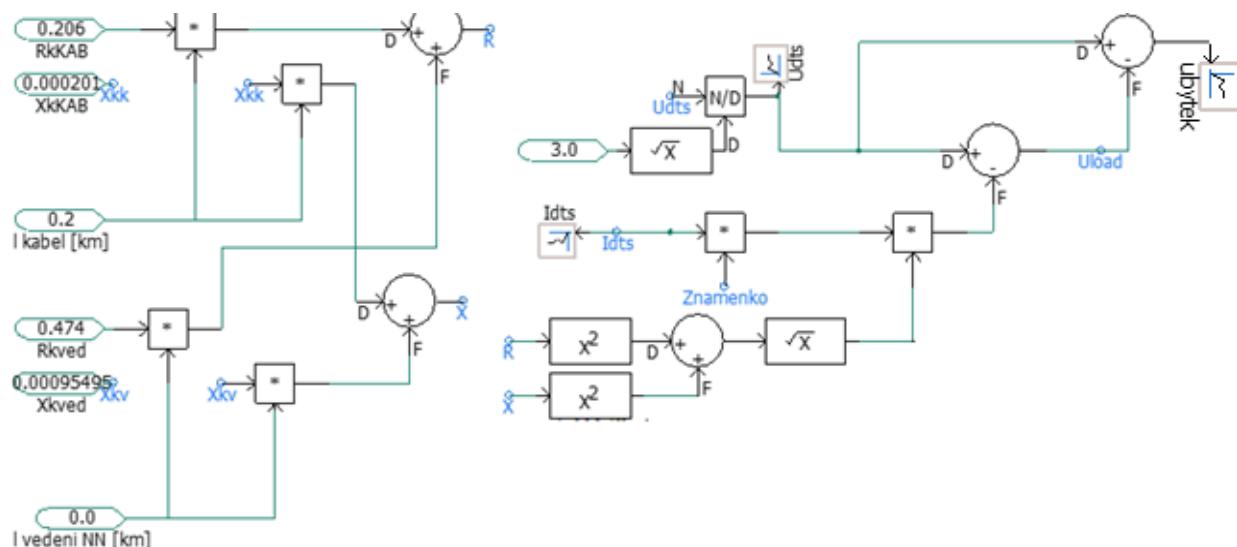 0.206
RkKAB
*
D
+
+
F
R
0.000201
XkKAB
Xkk
Xkk
*
0.2
l kabel [km]
D
+
+
F
X
0.474
Rkved
*
0.00095495
Xkved
Xkv
Xkv
*
0.0
l vedeni NN [km]
Udts
N
Udts
N/D
D
3.0
√X
D
+
-
F
ubytek
D
+
-
F
Uload
Idts
Idts
*
*
Znamenko
R
X2
D
+
+
F
√X
X
X2